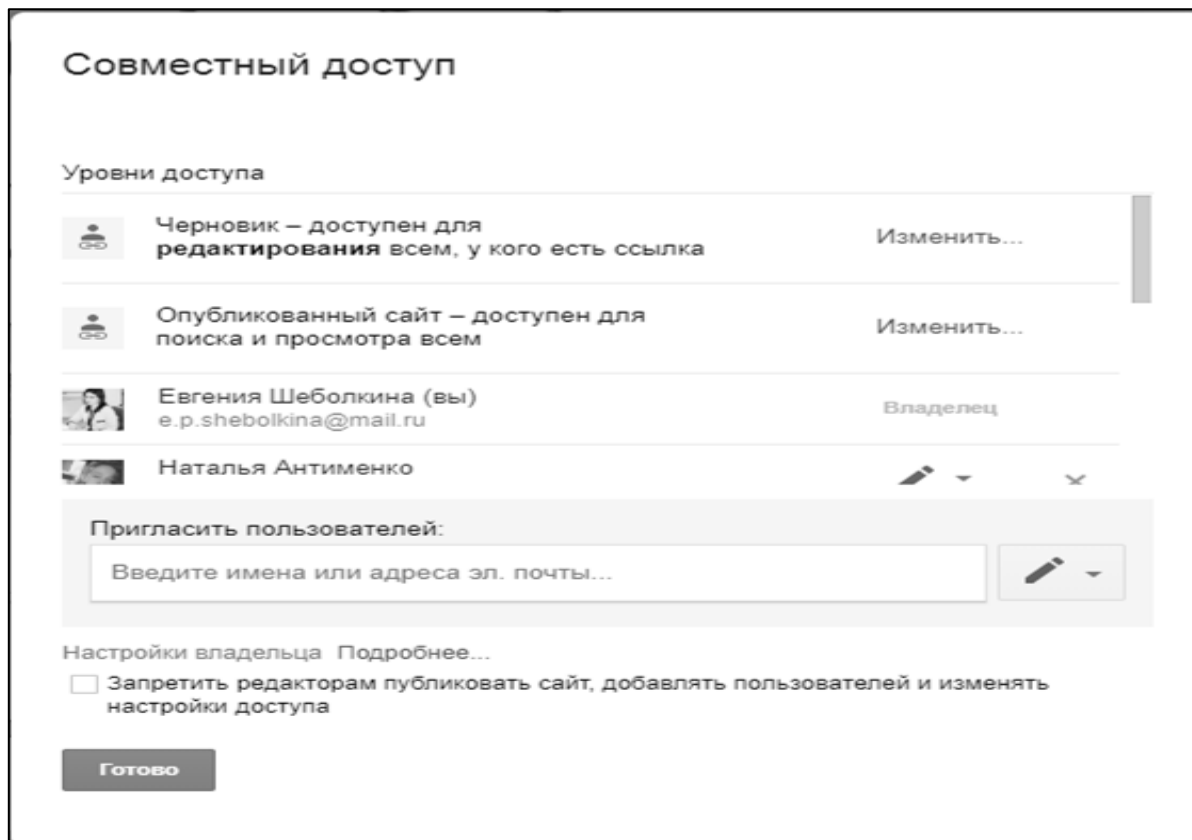 Совместный доступ
Уровни доступа
Черновик – доступен для
редактирования всем, у кого есть ссылка
Изменить...
Опубликованный сайт – доступен для
поиска и просмотра всем
Изменить...
Евгения Шеболкина (вы)
e.p.shebolkina@mail.ru
Владелец
Наталья Антименко
Пригласить пользователей:
Введите имена или адреса эл. почты...
Настройки владельца Подробнее...
Запретить редакторам публиковать сайт, добавлять пользователей и изменять
настройки доступа
Готово